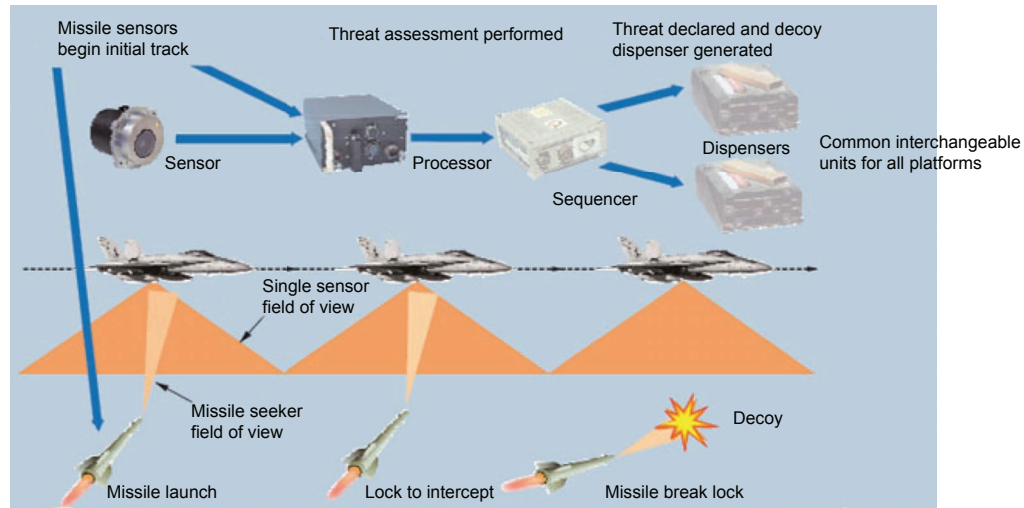 Missile sensors
begin initial track
Threat assessment performed
Threat declared and decoy
dispenser generated
Sensor
Processor
Sequencer
Dispensers
Common interchangeable
units for all platforms
Single sensor
field of view
Missile seeker
field of view
Decoy
Missile launch
Lock to intercept
Missile break lock